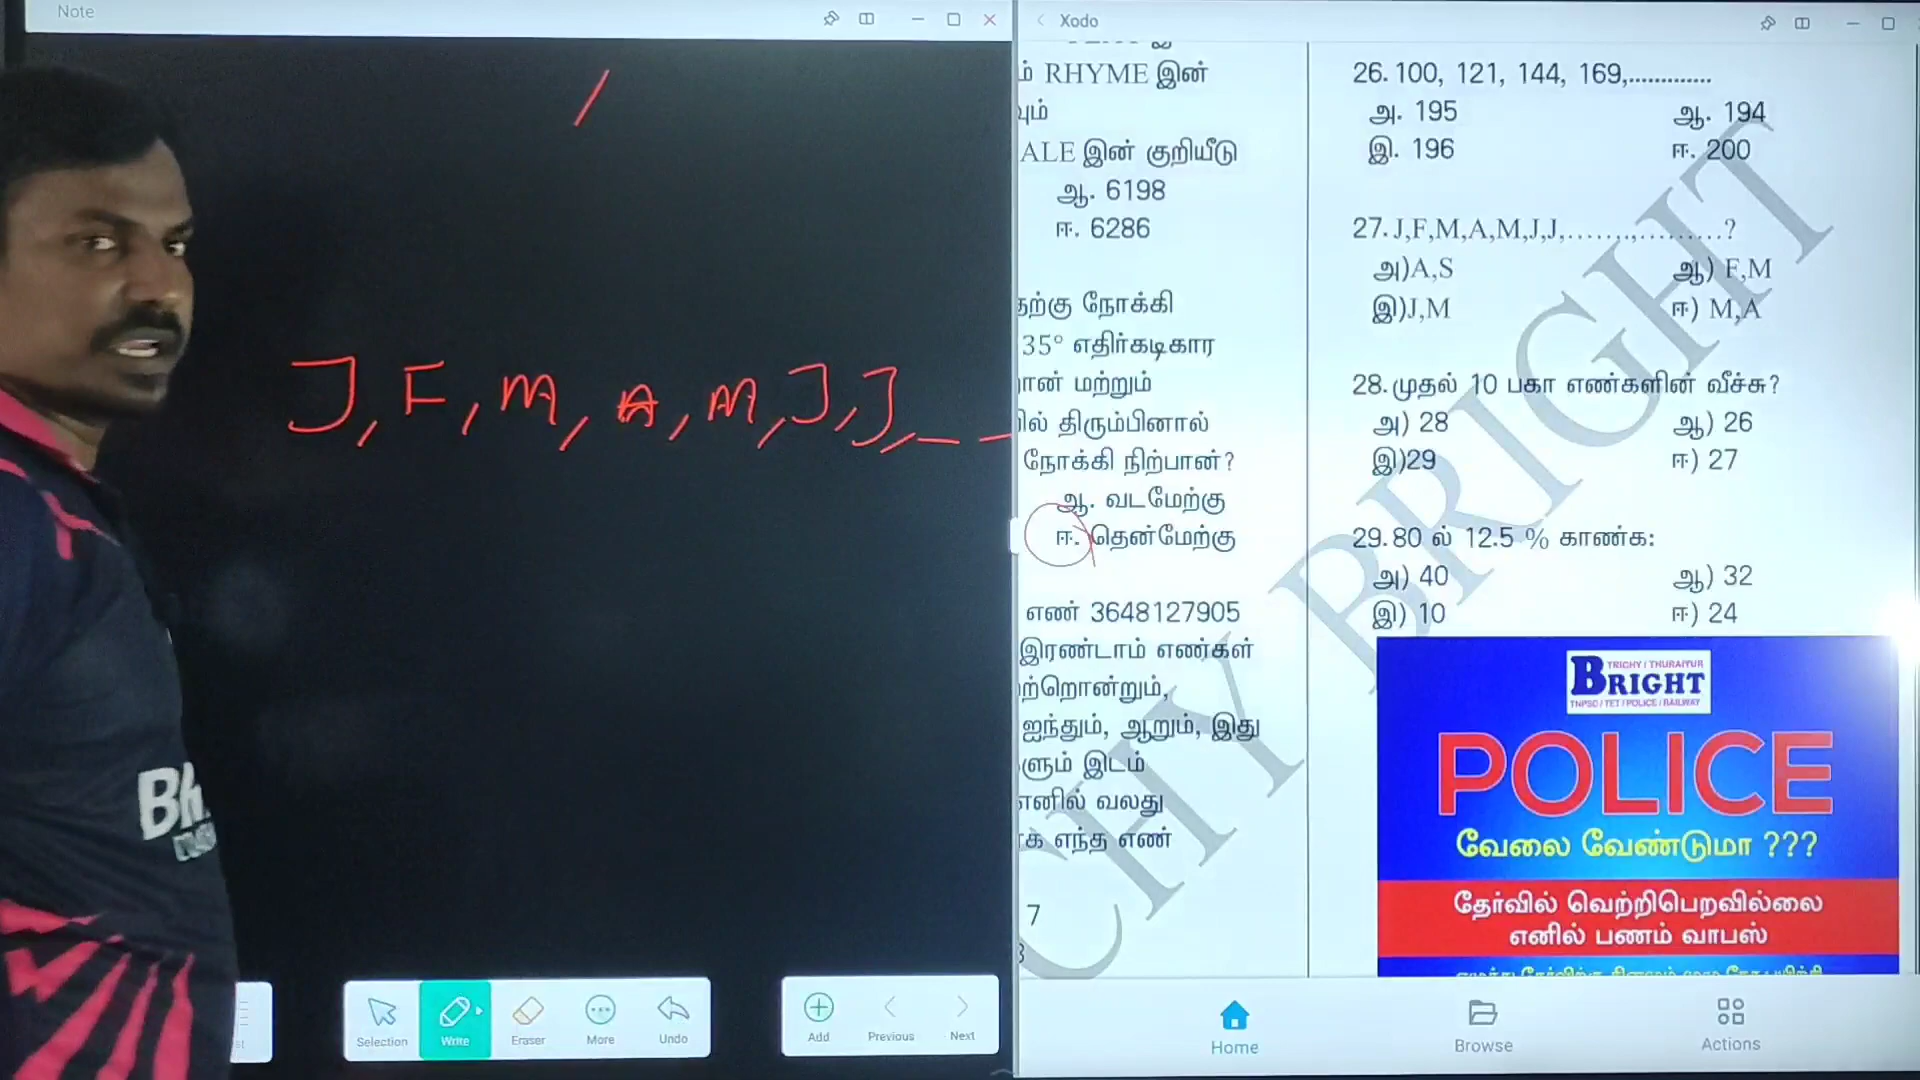 Note
Xodo
J, F, M, A, M, J, J, _ _
RHYME இன்
ALE இன் குறியீடு
ஆ. 6198
ஈ. 6286
நோக்கி
35° எதிர்கடிகார
மற்றும்
திரும்பினால்
நோக்கி நிற்பான்?
ஆ. வடமேற்கு
ஈ. தென்மேற்கு
எண் 3648127905
இரண்டாம் எண்கள்
ஐந்தும், ஆறும், இது
இடம்
எனில் வலது
எந்த எண்
7
26. 100, 121, 144, 169,.............
அ. 195 ஆ. 194
இ. 196 ஈ. 200
27. J,F,M,A,M,J,J,.......,.........?
அ)A,S ஆ) F,M
இ)J,M ஈ) M,A
28. முதல் 10 பகா எண்களின் வீச்சு?
அ) 28 ஆ) 26
இ)29 ஈ) 27
29. 80 ல் 12.5 % காண்க:
அ) 40 ஆ) 32
இ) 10 ஈ) 24
CHY BRIGHT
TRICHY / THURAIYUR
BRIGHT
TNPSC / TET / POLICE / RAILWAY
POLICE
வேலை வேண்டுமா ???
தேர்வில் வெற்றிபெறவில்லை
எனில் பணம் வாபஸ்
Selection Write Eraser More Undo
Add Previous Next
Home Browse Actions